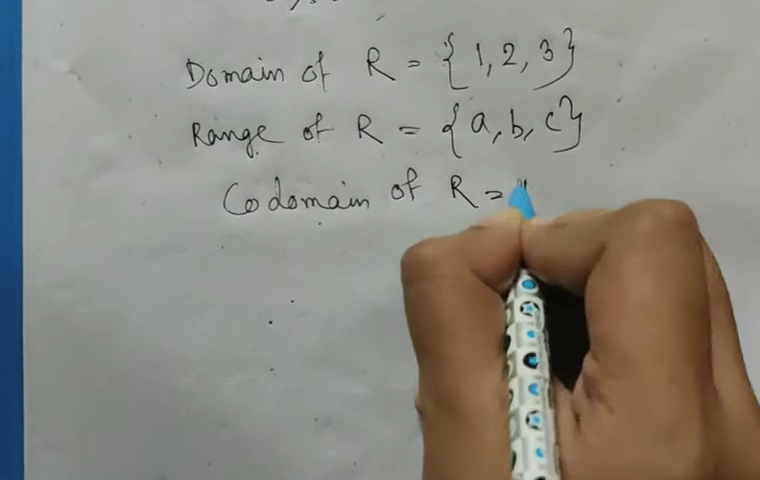 Domain of R = {1, 2, 3}
Range of R = {a, b, c}
Codomain of R =